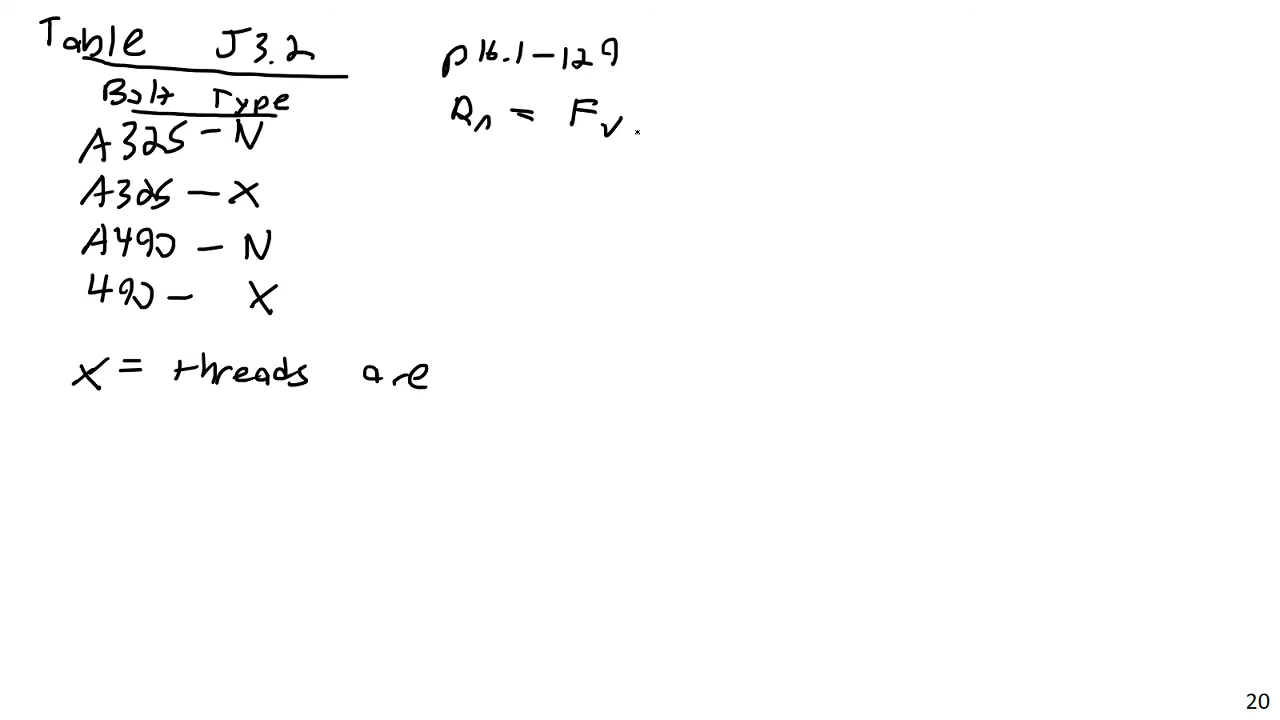 Table J3.2
Bolt Type
A325 - N
A325 - X
A490 - N
490 - X
X = threads are
p16.1-129
Rn = Fv
20